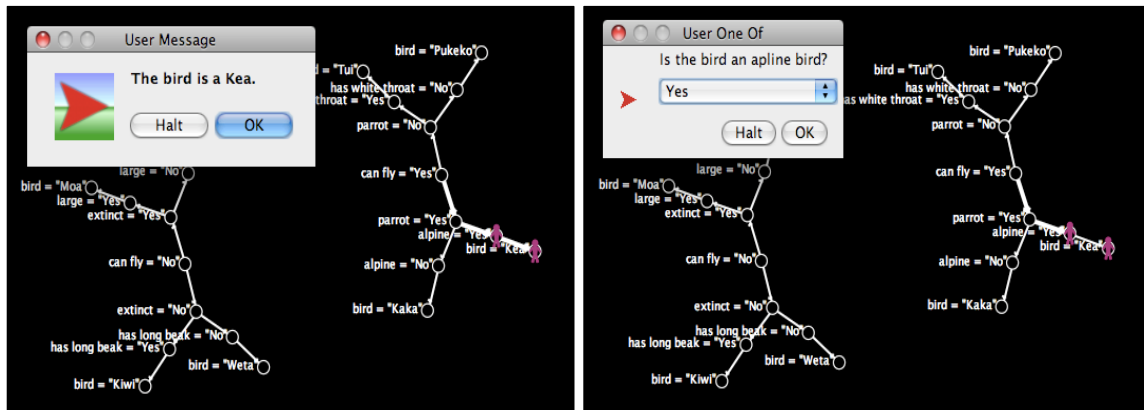 User Message
The bird is a Kea.
Halt
OK
bird = "Pukeko"
d = "Tui"
has white throat = "No"
throat = "Yes"
parrot = "No"
large = "No"
can fly = "Yes"
bird = "Moa"
large = "Yes"
extinct = "Yes"
parrot = "Yes"
alpine = "Yes"
bird = "Kea"
can fly = "No"
alpine = "No"
extinct = "No"
bird = "Kaka"
has long beak = "No"
has long beak = "Yes"
bird = "Weta"
bird = "Kiwi"
User One Of
Is the bird an apline bird?
Yes
Halt
OK
bird = "Pukeko"
bird = "Tui"
has white throat = "No"
as white throat = "Yes"
parrot = "No"
large = "No"
can fly = "Yes"
bird = "Moa"
large = "Yes"
extinct = "Yes"
parrot = "Yes"
alpine = "Yes"
bird = "Kea"
can fly = "No"
alpine = "No"
extinct = "No"
bird = "Kaka"
has long beak = "No"
has long beak = "Yes"
bird = "Weta"
bird = "Kiwi"